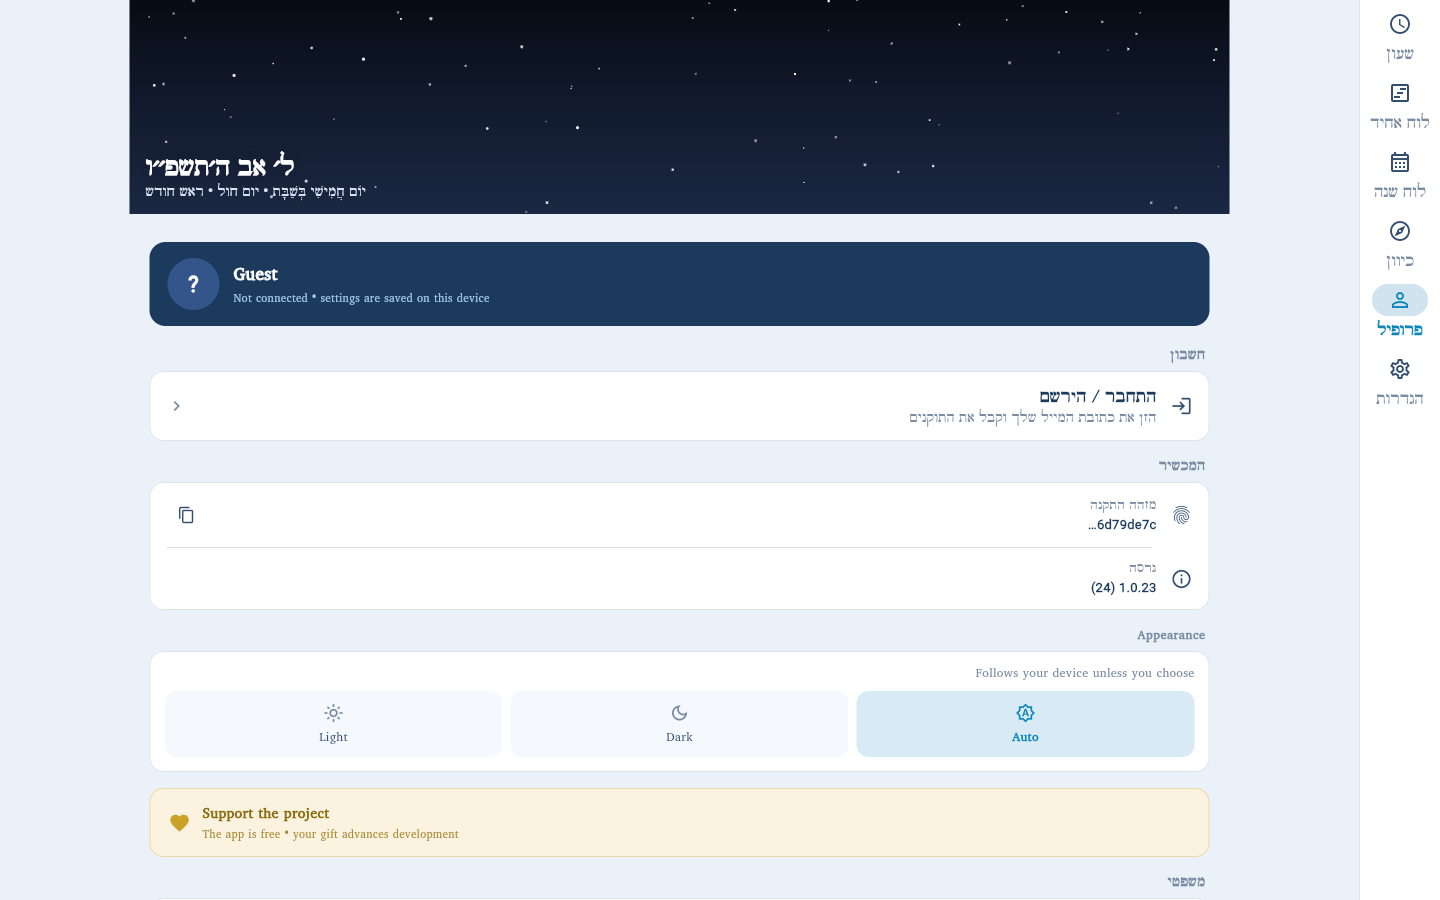 ל׳ אב ה׳תשפ״ו
יוֹם חֲמִישִׁי בְּשַׁבָּת • יום חול • ראש חודש
Guest
Not connected • settings are saved on this device
?
חשבון
התחבר / הירשם
הזן את כתובת המייל שלך וקבל את התוקנים
המכשיר
מזהה התקנה
6d79de7c…
גרסה
1.0.23 (24)
Appearance
Follows your device unless you choose
Light
Dark
Auto
Support the project
The app is free • your gift advances development
משפטי
שעון
לוח אחיד
לוח שנה
כיוון
פרופיל
הגדרות